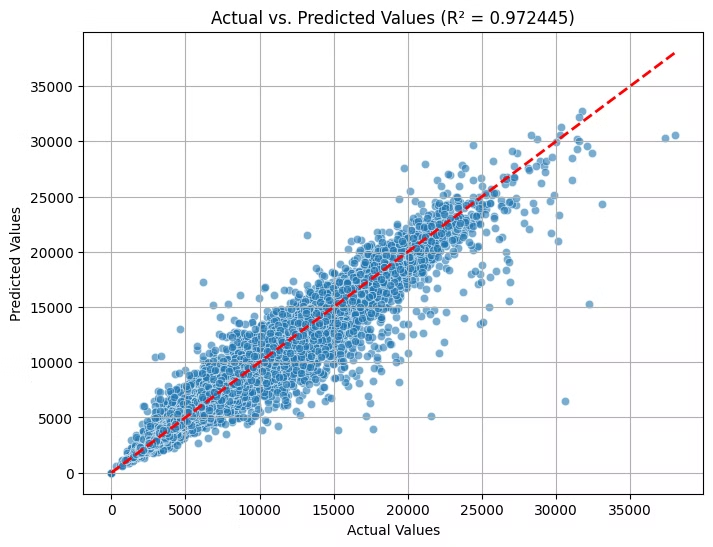 Actual vs. Predicted Values (R² = 0.972445)
Predicted Values
35000
30000
25000
20000
15000
10000
5000
0
0 5000 10000 15000 20000 25000 30000 35000
Actual Values